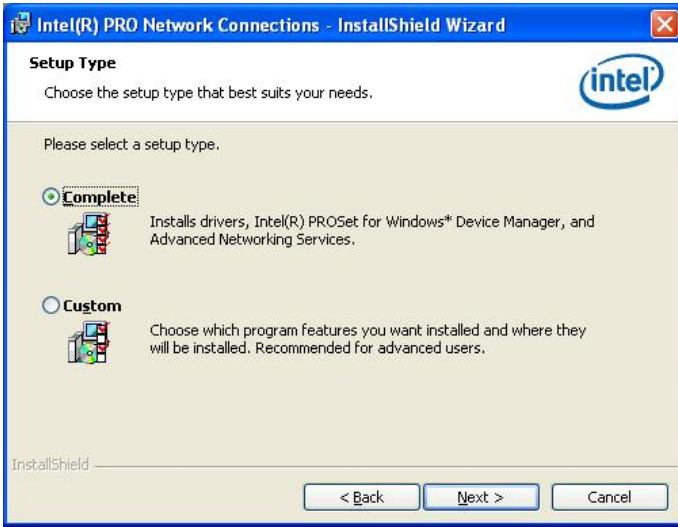 Intel(R) PRO Network Connections - InstallShield Wizard
Setup Type
Choose the setup type that best suits your needs.
intel
Please select a setup type.
Complete
Installs drivers, Intel(R) PROSet for Windows* Device Manager, and
Advanced Networking Services.
Custom
Choose which program features you want installed and where they
will be installed. Recommended for advanced users.
InstallShield
< Back
Next >
Cancel